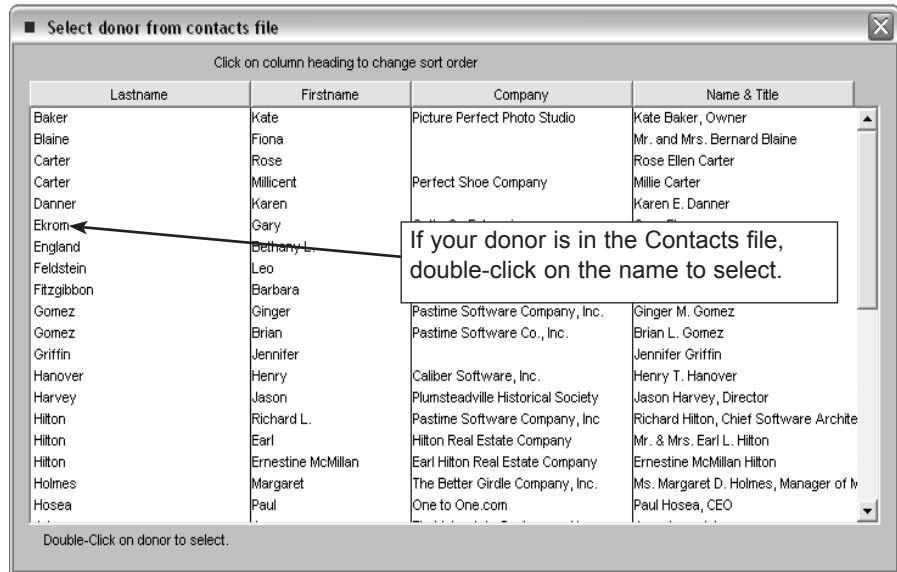 Select donor from contacts file
Click on column heading to change sort order
Lastname Firstname Company Name & Title
Baker Kate Picture Perfect Photo Studio Kate Baker, Owner
Blaine Fiona Mr. and Mrs. Bernard Blaine
Carter Rose Rose Ellen Carter
Carter Millicent Perfect Shoe Company Millie Carter
Danner Karen Karen E. Danner
Ekrom Gary
England Bethany L.
Feldstein Leo
Fitzgibbon Barbara
If your donor is in the Contacts file,
double-click on the name to select.
Gomez Ginger Pastime Software Company, Inc. Ginger M. Gomez
Gomez Brian Pastime Software Co., Inc. Brian L. Gomez
Griffin Jennifer Jennifer Griffin
Hanover Henry Caliber Software, Inc. Henry T. Hanover
Harvey Jason Plumsteadville Historical Society Jason Harvey, Director
Hilton Richard L. Pastime Software Company, Inc Richard Hilton, Chief Software Archite
Hilton Earl Hilton Real Estate Company Mr. & Mrs. Earl L. Hilton
Hilton Ernestine McMillan Earl Hilton Real Estate Company Ernestine McMillan Hilton
Holmes Margaret The Better Girdle Company, Inc. Ms. Margaret D. Holmes, Manager of M
Hosea Paul One to One.com Paul Hosea, CEO
Double-Click on donor to select.